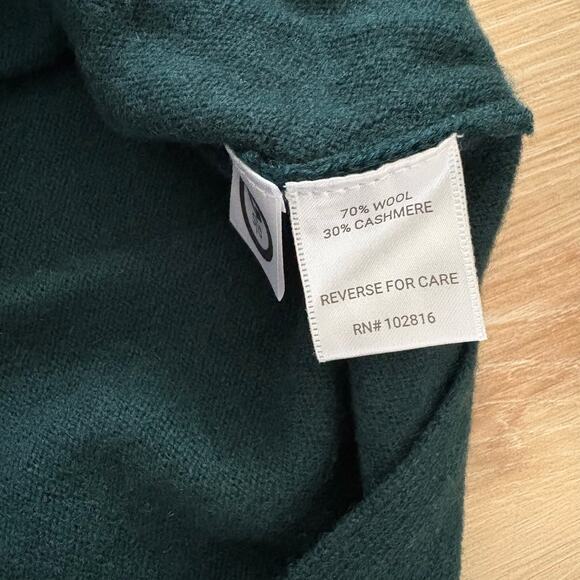 70% WOOL
30% CASHMERE
REVERSE FOR CARE
RN# 102816